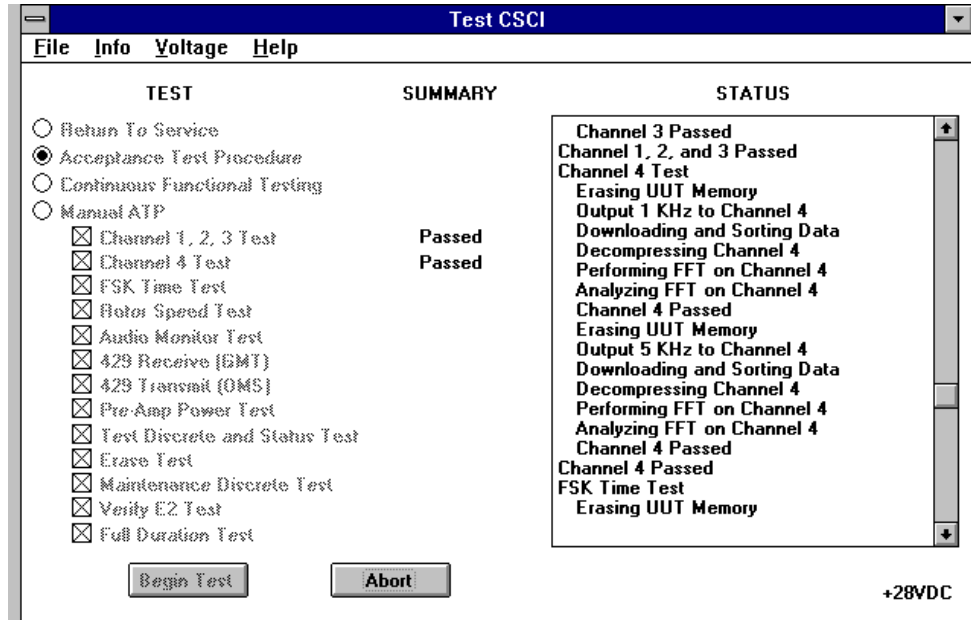 Test CSCI
File Info Voltage Help
TEST SUMMARY STATUS
Return To Service
Acceptance Test Procedure
Continuous Functional Testing
Manual ATP
Channel 1, 2, 3 Test Passed
Channel 4 Test Passed
FSK Time Test
Rotor Speed Test
Audio Monitor Test
429 Receive (GMT)
429 Transmit (OMS)
Pre-Amp Power Test
Test Discrete and Status Test
Erase Test
Maintenance Discrete Test
Verify E2 Test
Full Duration Test
Begin Test Abort
Channel 3 Passed
Channel 1, 2, and 3 Passed
Channel 4 Test
Erasing UUT Memory
Output 1 KHz to Channel 4
Downloading and Sorting Data
Decompressing Channel 4
Performing FFT on Channel 4
Analyzing FFT on Channel 4
Channel 4 Passed
Erasing UUT Memory
Output 5 KHz to Channel 4
Downloading and Sorting Data
Decompressing Channel 4
Performing FFT on Channel 4
Analyzing FFT on Channel 4
Channel 4 Passed
Channel 4 Passed
FSK Time Test
Erasing UUT Memory
+28VDC